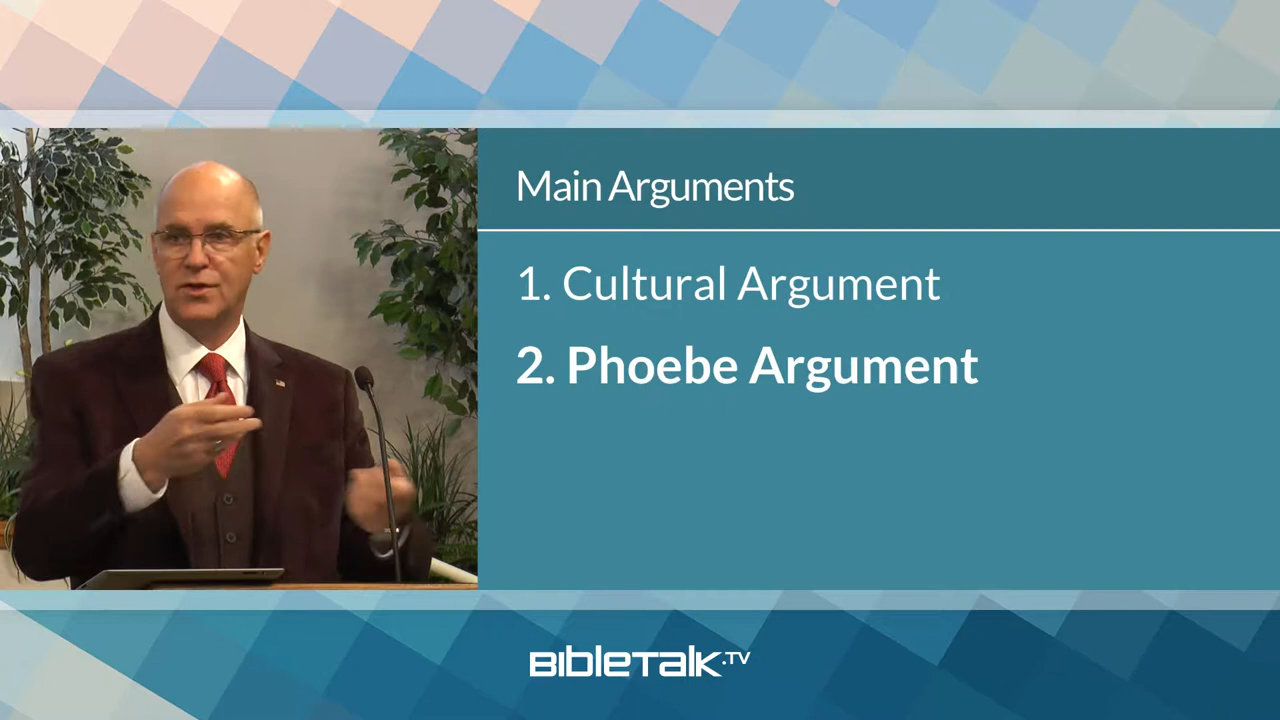 Main Arguments
1. Cultural Argument
2. Phoebe Argument
BibleTalk.TV